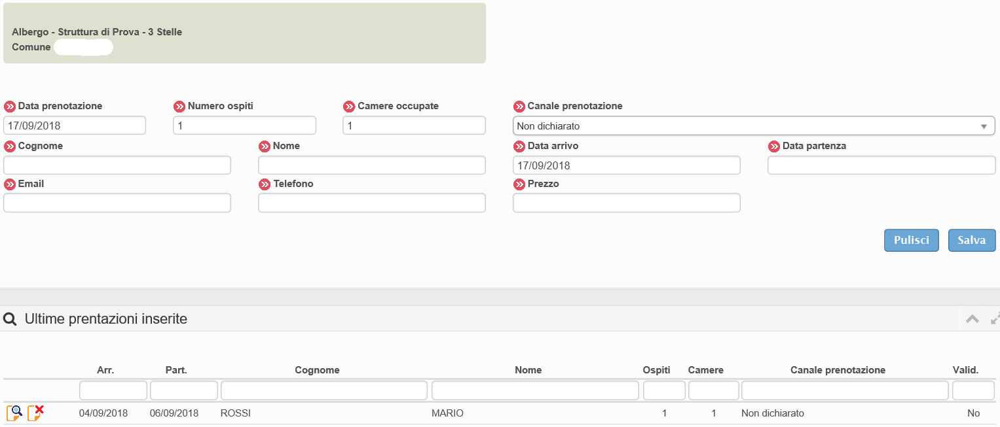 Albergo - Struttura di Prova - 3 Stelle
Comune
Data prenotazione Numero ospiti Camere occupate Canale prenotazione
17/09/2018 1 1 Non dichiarato
Cognome Nome Data arrivo Data partenza
17/09/2018
Email Telefono Prezzo
Pulisci Salva
Ultime prentazioni inserite
Arr. Part. Cognome Nome Ospiti Camere Canale prenotazione Valid.
04/09/2018 06/09/2018 ROSSI MARIO 1 1 Non dichiarato No